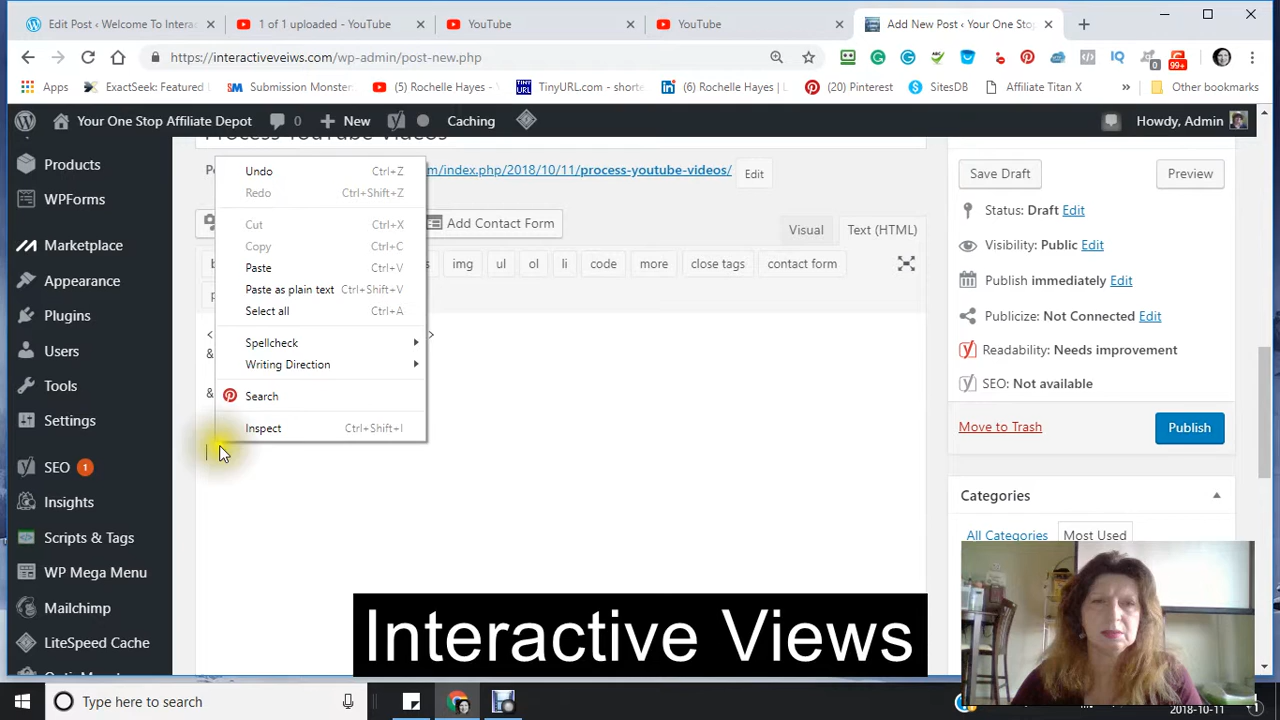 Edit Post ‹ Welcome To Intera
1 of 1 uploaded - YouTube
YouTube
YouTube
Add New Post ‹ Your One Stop
https://interactiveveiws.com/wp-admin/post-new.php
99+
Apps
ExactSeek: Featured L
Submission Monster
(5) Rochelle Hayes -
TinyURL.com - shorte
(6) Rochelle Hayes |
(20) Pinterest
SitesDB
Affiliate Titan X
»
Other bookmarks
Your One Stop Affiliate Depot
0
New
Caching
Howdy, Admin
Products
WPForms
Marketplace
Appearance
Plugins
Users
Tools
Settings
SEO 1
Insights
Scripts & Tags
WP Mega Menu
Mailchimp
LiteSpeed Cache
Process YouTube Videos
m/index.php/2018/10/11/process-youtube-videos/ Edit
Add Contact Form
Visual Text (HTML)
b
img ul ol li code more close tags contact form
Undo Ctrl+Z
Redo Ctrl+Shift+Z
Cut Ctrl+X
Copy Ctrl+C
Paste Ctrl+V
Paste as plain text Ctrl+Shift+V
Select all Ctrl+A
Spellcheck
Writing Direction
Search
Inspect Ctrl+Shift+I
Save Draft Preview
Status: Draft Edit
Visibility: Public Edit
Publish immediately Edit
Publicize: Not Connected Edit
Readability: Needs improvement
SEO: Not available
Move to Trash Publish
Categories
All Categories Most Used
Interactive Views
Type here to search
2018-10-11